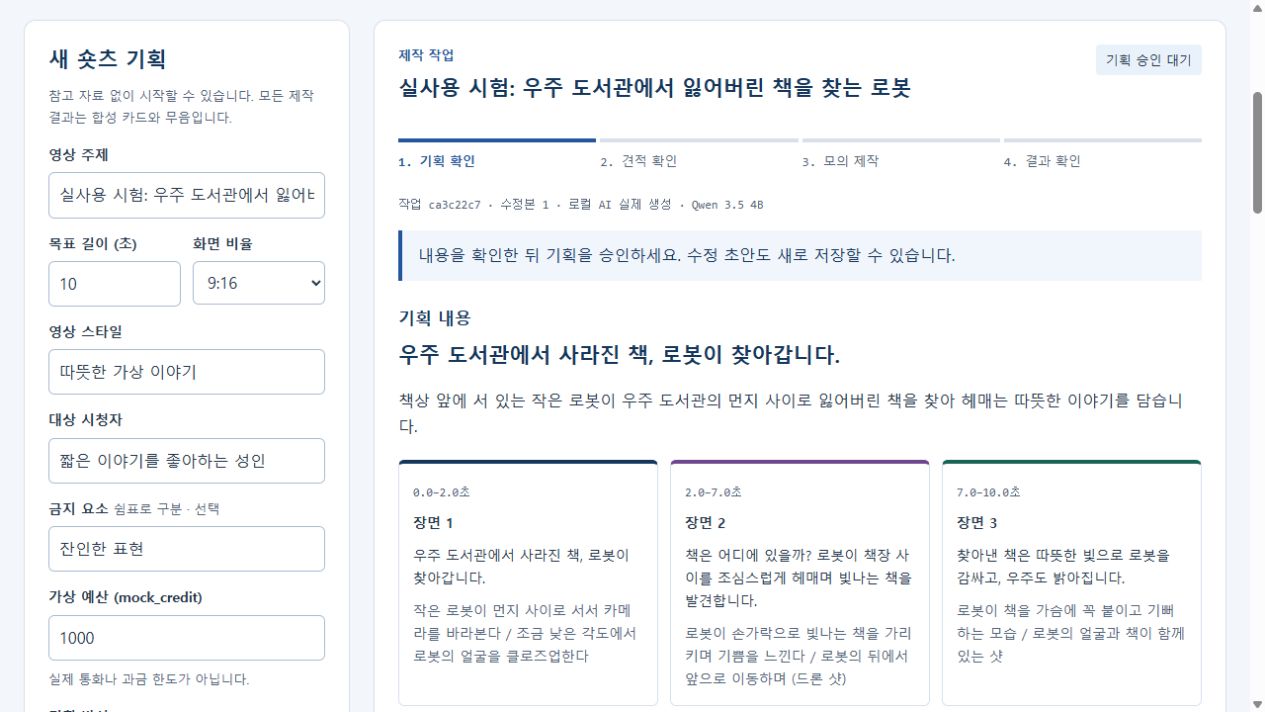 새 숏츠 기획
참고 자료 없이 시작할 수 있습니다. 모든 제작
결과는 합성 카드와 무음입니다.
영상 주제
실사용 시험: 우주 도서관에서 잃어버
목표 길이 (초)
화면 비율
10
9:16
영상 스타일
따뜻한 가상 이야기
대상 시청자
짧은 이야기를 좋아하는 성인
금지 요소 쉼표로 구분 · 선택
잔인한 표현
가상 예산 (mock_credit)
1000
실제 통화나 과금 한도가 아닙니다.
제작 작업
실사용 시험: 우주 도서관에서 잃어버린 책을 찾는 로봇
기획 승인 대기
1. 기획 확인
2. 견적 확인
3. 모의 제작
4. 결과 확인
작업 ca3c22c7 · 수정본 1 · 로컬 AI 실제 생성 · Qwen 3.5 4B
내용을 확인한 뒤 기획을 승인하세요. 수정 초안도 새로 저장할 수 있습니다.
기획 내용
우주 도서관에서 사라진 책, 로봇이 찾아갑니다.
책상 앞에 서 있는 작은 로봇이 우주 도서관의 먼지 사이로 잃어버린 책을 찾아 헤매는 따뜻한 이야기를 담습니
다.
0.0–2.0초
장면 1
우주 도서관에서 사라진 책, 로봇이
찾아갑니다.
작은 로봇이 먼지 사이로 서서 카메
라를 바라본다 / 조금 낮은 각도에서
로봇의 얼굴을 클로즈업한다
2.0–7.0초
장면 2
책은 어디에 있을까? 로봇이 책장 사
이를 조심스럽게 헤매며 빛나는 책을
발견합니다.
로봇이 손가락으로 빛나는 책을 가리
키며 기쁨을 느낀다 / 로봇의 뒤에서
앞으로 이동하며 (드론 샷)
7.0–10.0초
장면 3
찾아낸 책은 따뜻한 빛으로 로봇을
감싸고, 우주도 밝아집니다.
로봇이 책을 가슴에 꼭 붙이고 기뻐
하는 모습 / 로봇의 얼굴과 책이 함께
있는 샷